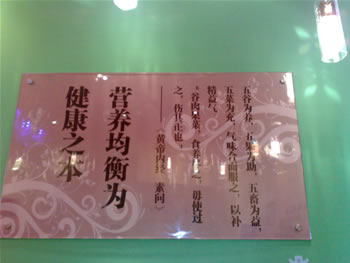 五谷为养,五果为助,五畜为益,
五菜为充,气味合而服之 以补
精益气
谷肉果菜,食养尽之,毋使过
之,伤其正也
——《黄帝内经 素问》
营养均衡为
健康之本